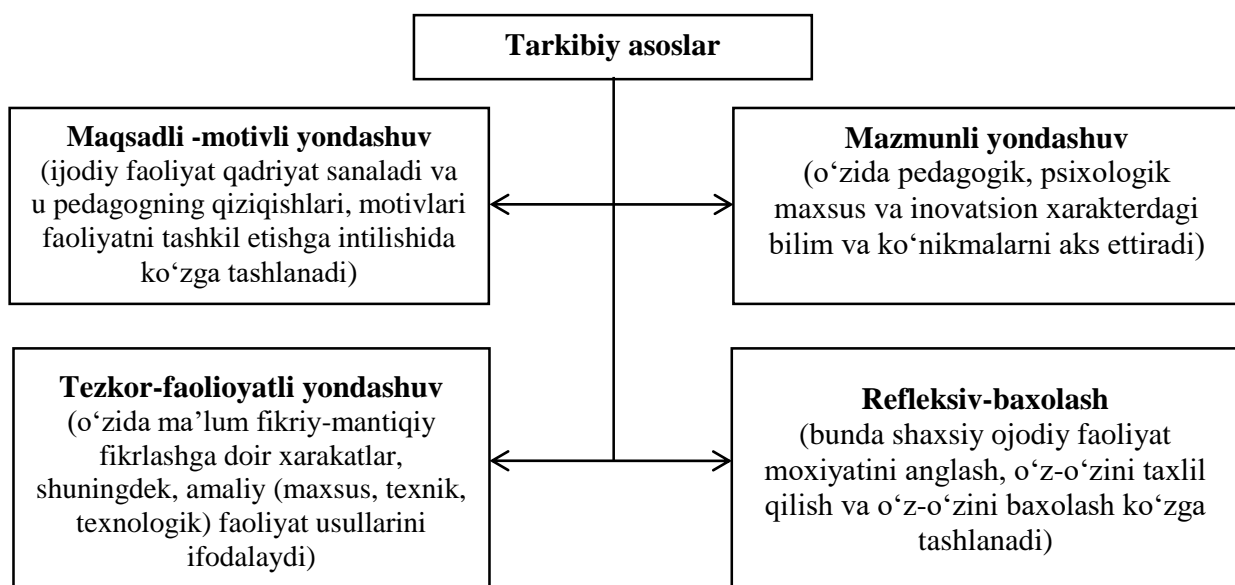 Tarkibiy asoslar
Maqsadli -motivli yondashuv
(ijodiy faoliyat qadriyat sanaladi va
u pedagogning qiziqishlari, motivlari
faoliyatni tashkil etishga intilishida
ko‘zga tashlanadi)
Mazmunli yondashuv
(o‘zida pedagogik, psixologik
maxsus va inovatsion xarakterdagi
bilim va ko‘nikmalarni aks ettiradi)
Tezkor-faolioyatli yondashuv
(o‘zida ma’lum fikriy-mantiqiy
fikrlashga doir xarakatlar,
shuningdek, amaliy (maxsus, texnik,
texnologik) faoliyat usullarini
ifodalaydi)
Refleksiv-baxolash
(bunda shaxsiy ojodiy faoliyat
moxiyatini anglash, o‘z-o‘zini taxlil
qilish va o‘z-o‘zini baxolash ko‘zga
tashlanadi)